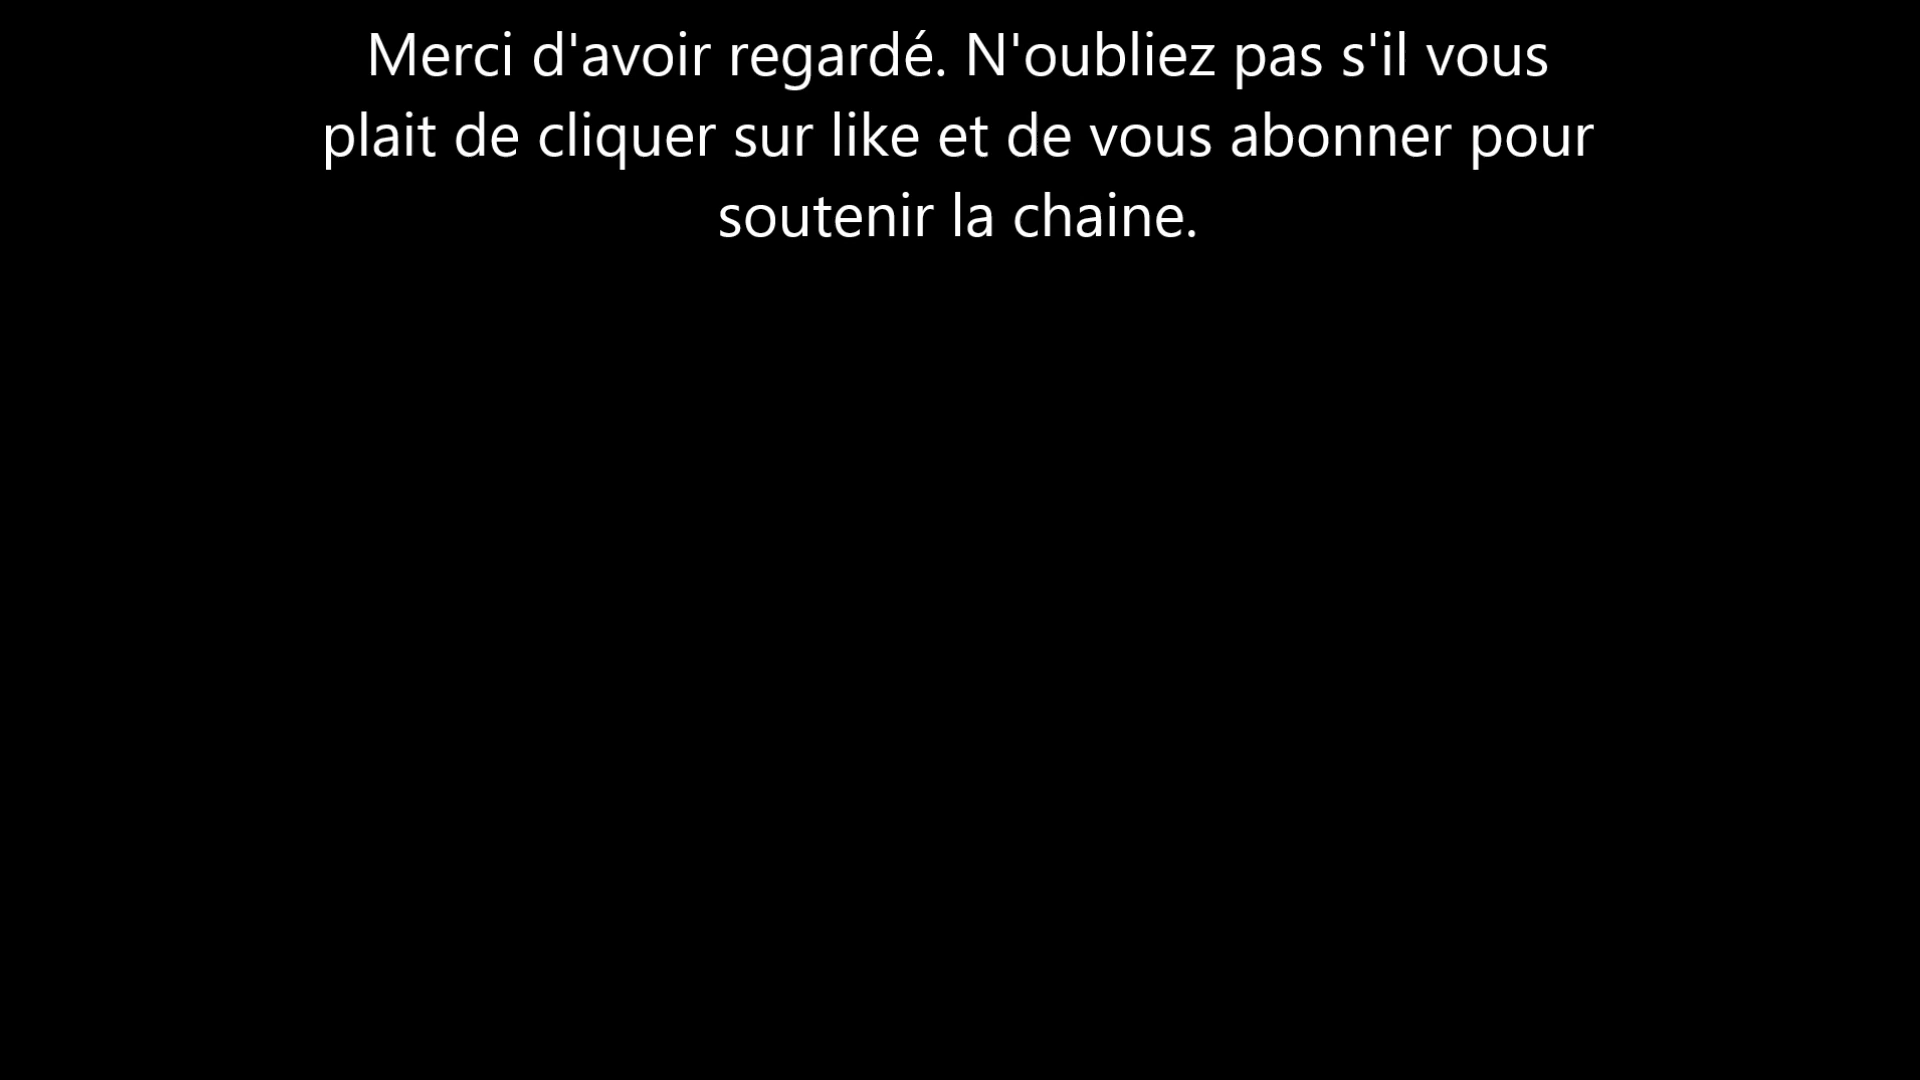 Merci d'avoir regardé. N'oubliez pas s'il vous
plait de cliquer sur like et de vous abonner pour
soutenir la chaine.